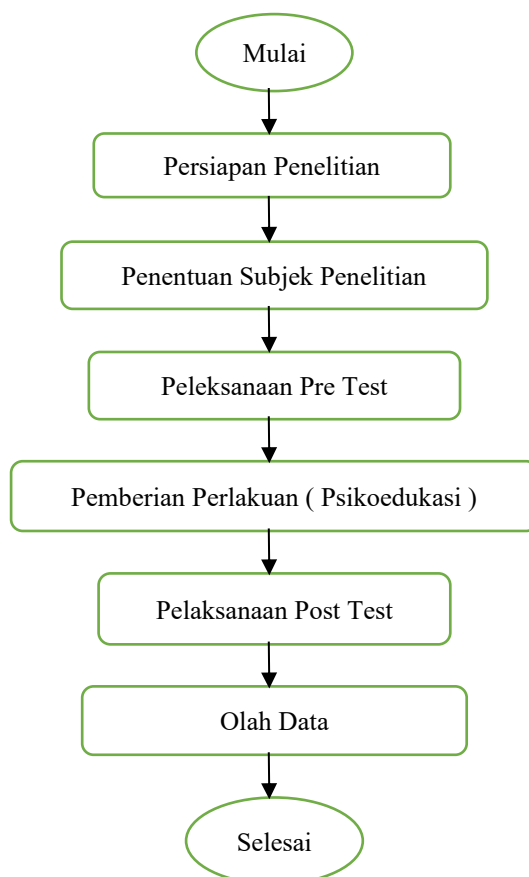 Mulai
Persiapan Penelitian
Penentuan Subjek Penelitian
Peleksanaan Pre Test
Pemberian Perlakuan ( Psikoedukasi )
Pelaksanaan Post Test
Olah Data
Selesai